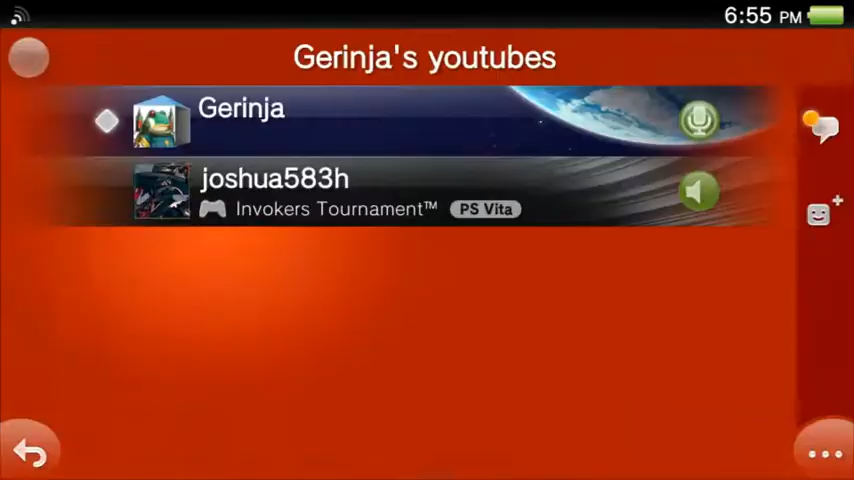 6:55 PM
Gerinja's youtubes
Gerinja
joshua583h
Invokers Tournament™ PS Vita